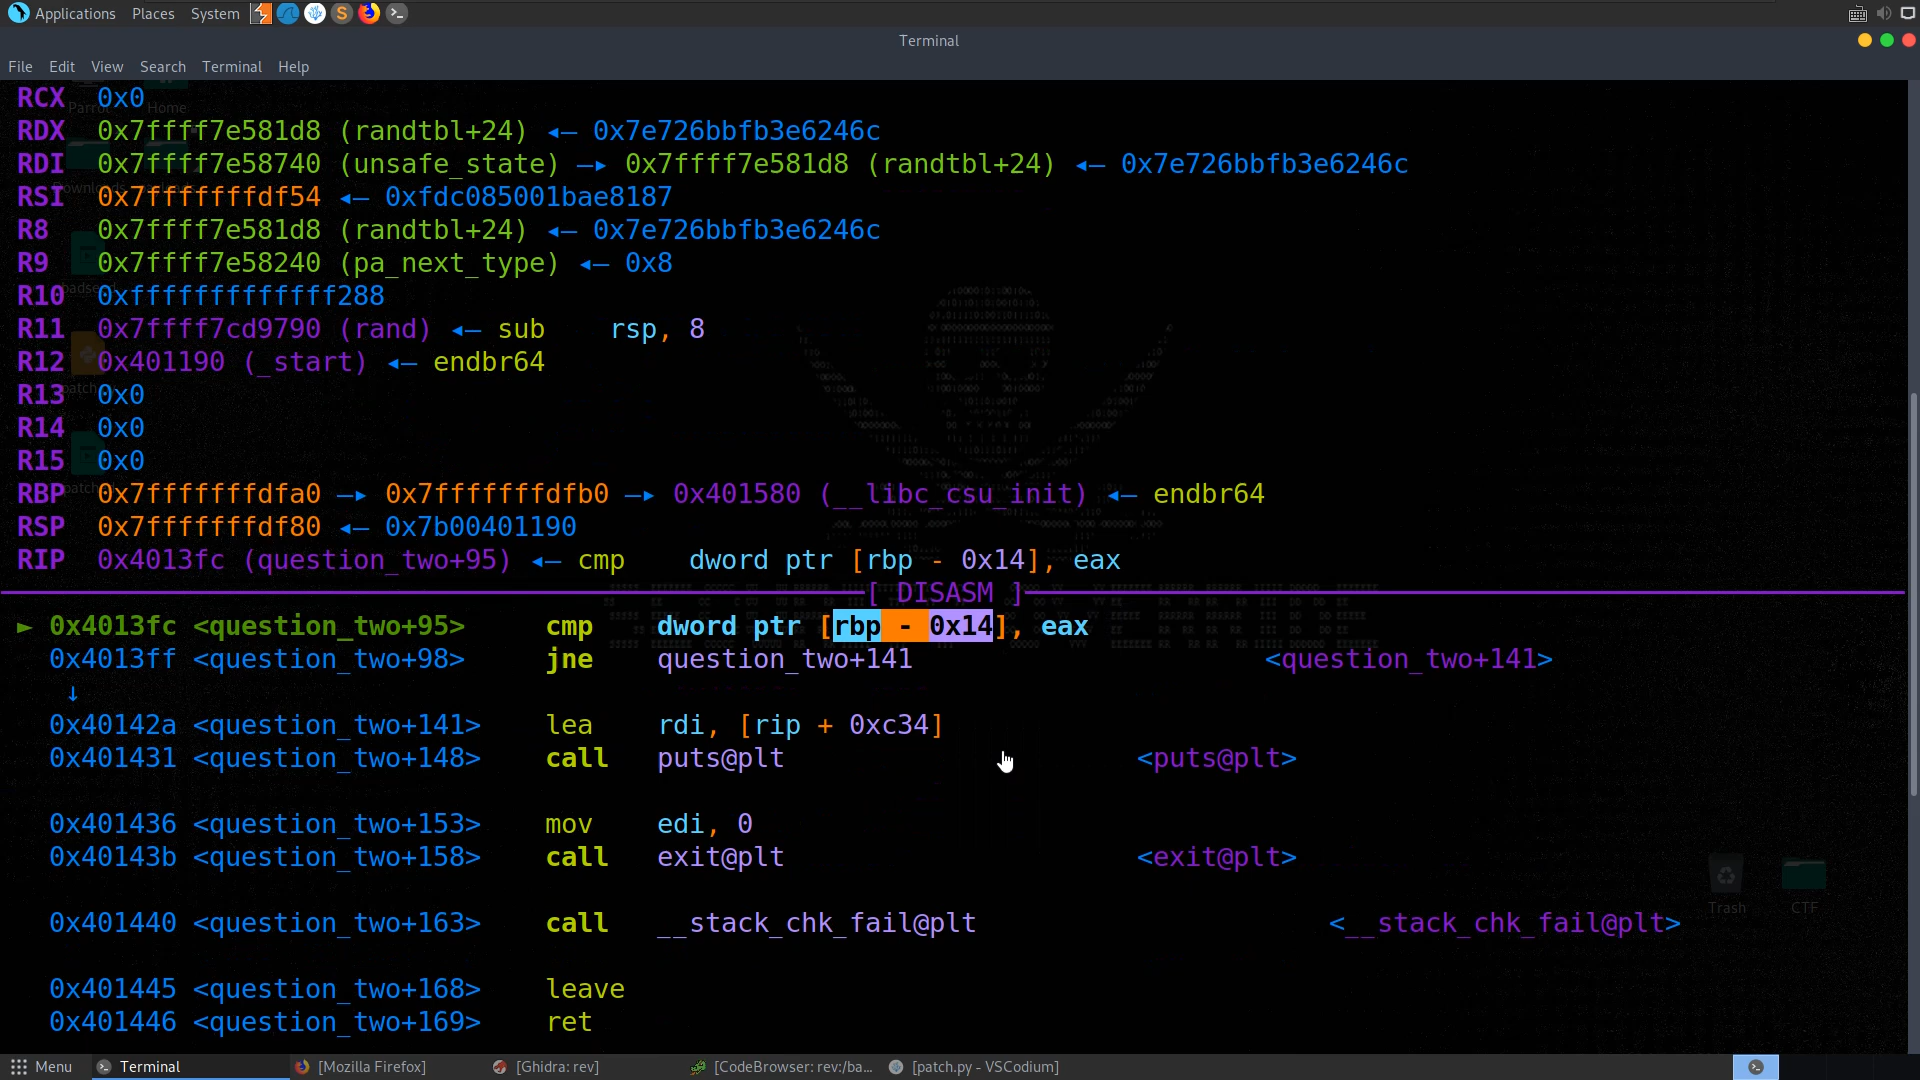 Applications Places System
Terminal
File Edit View Search Terminal Help
RCX 0x0
RDX 0x7ffff7e581d8 (randtbl+24) ◂— 0x7e726bbfb3e6246c
RDI 0x7ffff7e58740 (unsafe_state) —▸ 0x7ffff7e581d8 (randtbl+24) ◂— 0x7e726bbfb3e6246c
RSI 0x7fffffffdf54 ◂— 0xfdc085001bae8187
R8 0x7ffff7e581d8 (randtbl+24) ◂— 0x7e726bbfb3e6246c
R9 0x7ffff7e58240 (pa_next_type) ◂— 0x8
R10 0xfffffffffffff288
R11 0x7ffff7cd9790 (rand) ◂— sub rsp, 8
R12 0x401190 (_start) ◂— endbr64
R13 0x0
R14 0x0
R15 0x0
RBP 0x7fffffffdfa0 —▸ 0x7fffffffdfb0 —▸ 0x401580 (__libc_csu_init) ◂— endbr64
RSP 0x7fffffffdf80 ◂— 0x7b00401190
RIP 0x4013fc (question_two+95) ◂— cmp dword ptr [rbp - 0x14], eax
[ DISASM ]
► 0x4013fc <question_two+95> cmp dword ptr [rbp - 0x14], eax
0x4013ff <question_two+98> jne question_two+141 <question_two+141>
↓
0x40142a <question_two+141> lea rdi, [rip + 0xc34]
0x401431 <question_two+148> call puts@plt <puts@plt>
0x401436 <question_two+153> mov edi, 0
0x40143b <question_two+158> call exit@plt <exit@plt>
Trash CTF
0x401440 <question_two+163> call __stack_chk_fail@plt <__stack_chk_fail@plt>
0x401445 <question_two+168> leave
0x401446 <question_two+169> ret
Menu Terminal [Mozilla Firefox] [Ghidra: rev] [CodeBrowser: rev:/ba... [patch.py - VSCodium]